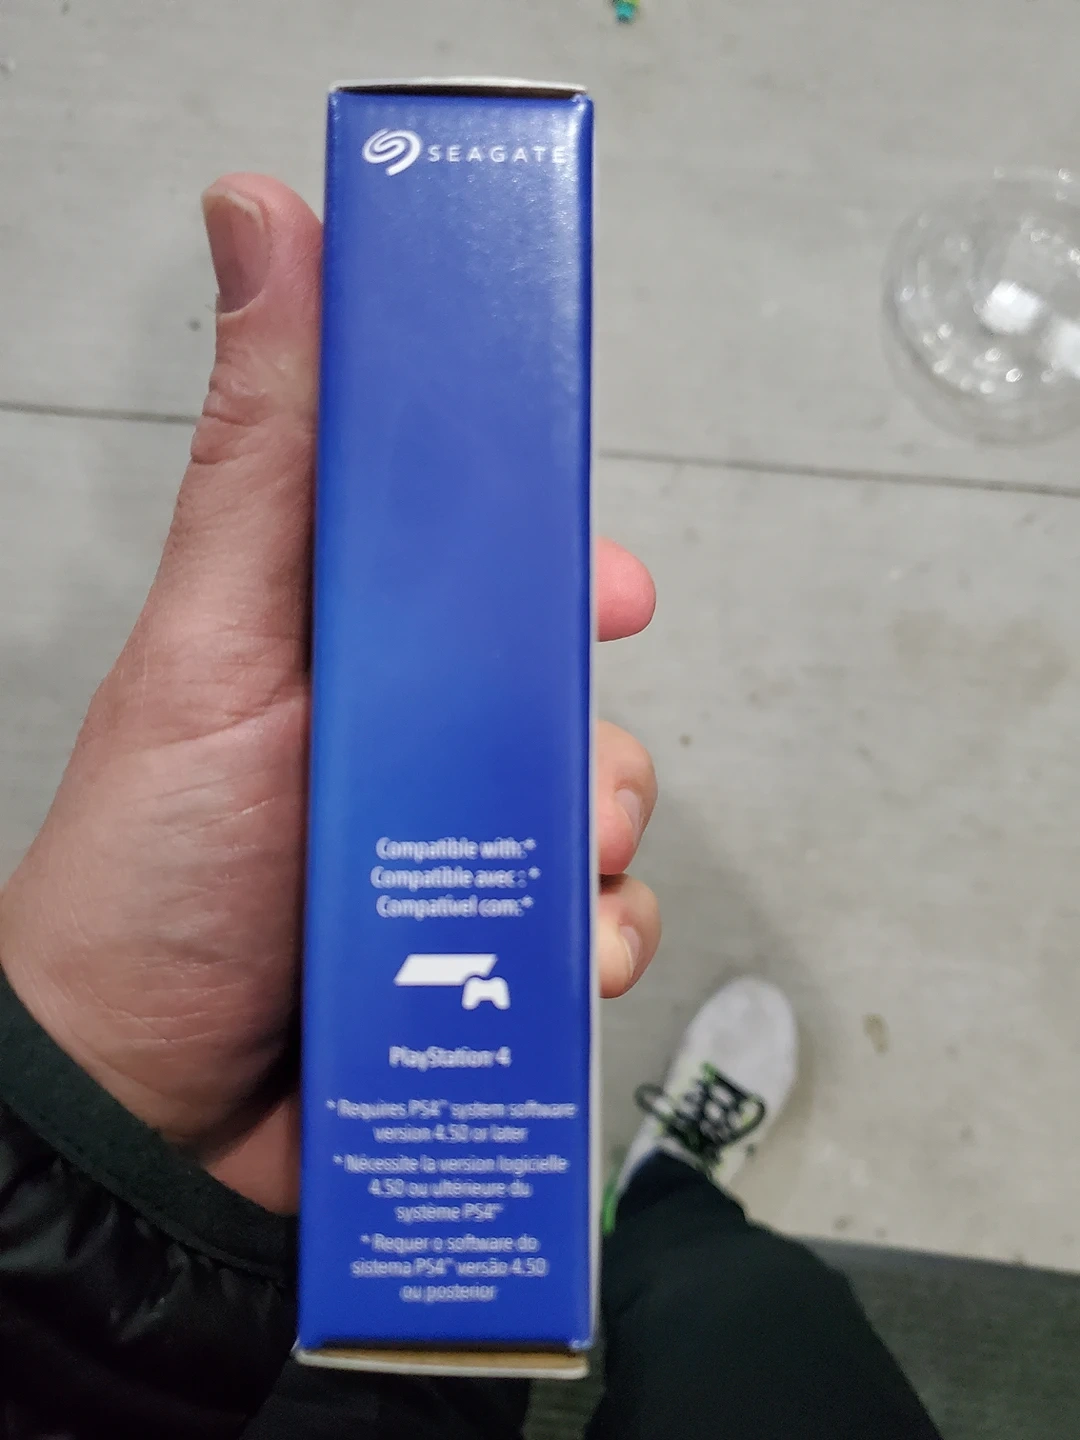 SEAGATE
Compatible with:*
Compatible avec : *
Compatível com:*
PlayStation 4
* Requires PS4™ system software
version 4.50 or later
* Nécessite la version logicielle
4.50 ou ultérieure du
système PS4™
* Requer o software do
sistema PS4™ versão 4.50
ou posterior